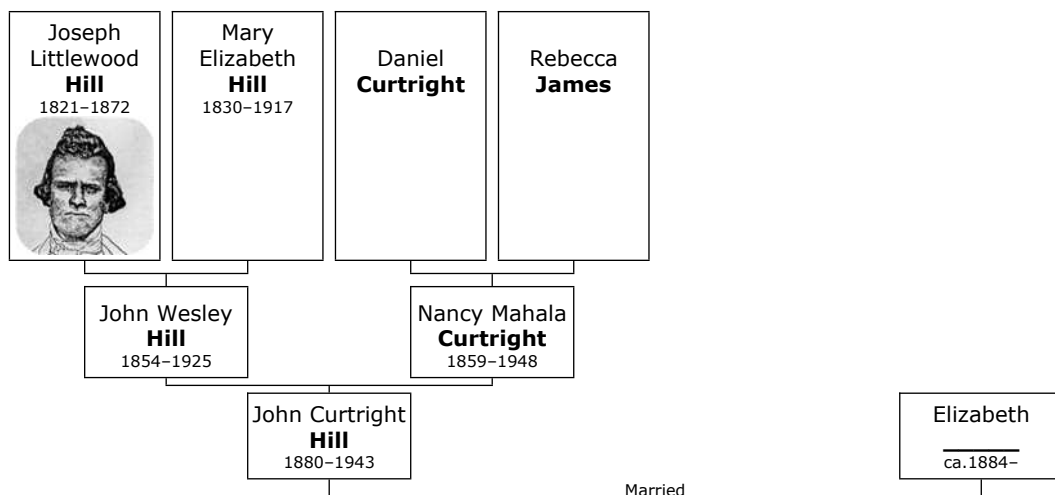 Joseph
Littlewood
Hill
1821–1872
Mary
Elizabeth
Hill
1830–1917
Daniel
Curtright
Rebecca
James
John Wesley
Hill
1854–1925
Nancy Mahala
Curtright
1859–1948
John Curtright
Hill
1880–1943
Elizabeth
________
ca.1884–
Married